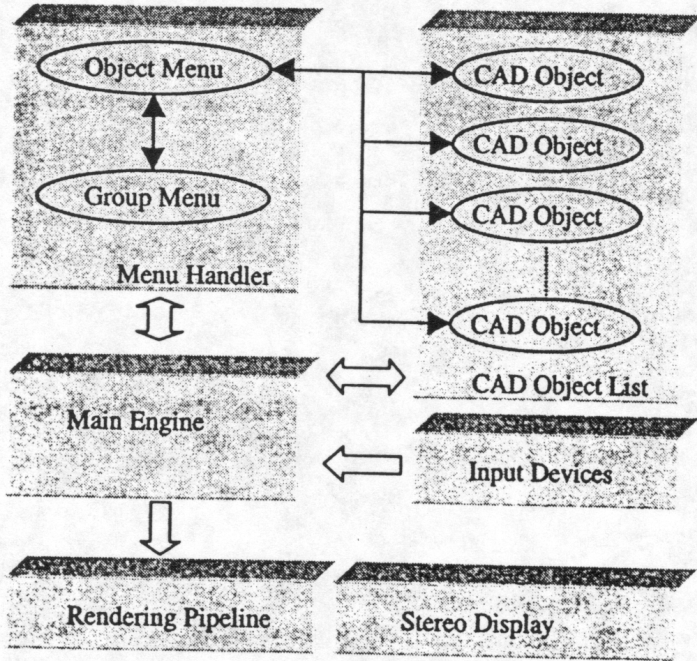 Object Menu
Group Menu
Menu Handler
CAD Object
CAD Object
CAD Object
CAD Object
CAD Object List
Main Engine
Input Devices
Rendering Pipeline
Stereo Display